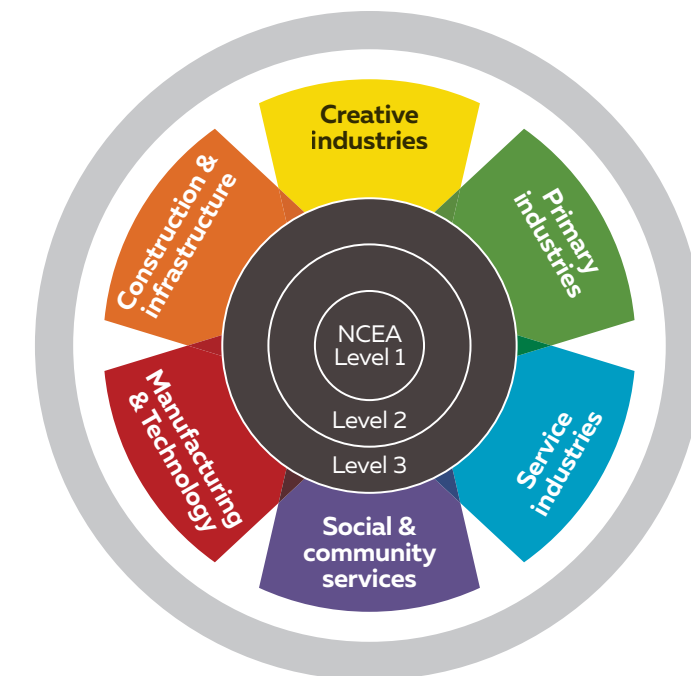 Creative
industries
Primary
industries
Service
industries
Social &
community
services
Manufacturing
& Technology
Construction &
infrastructure
NCEA
Level 1
Level 2
Level 3